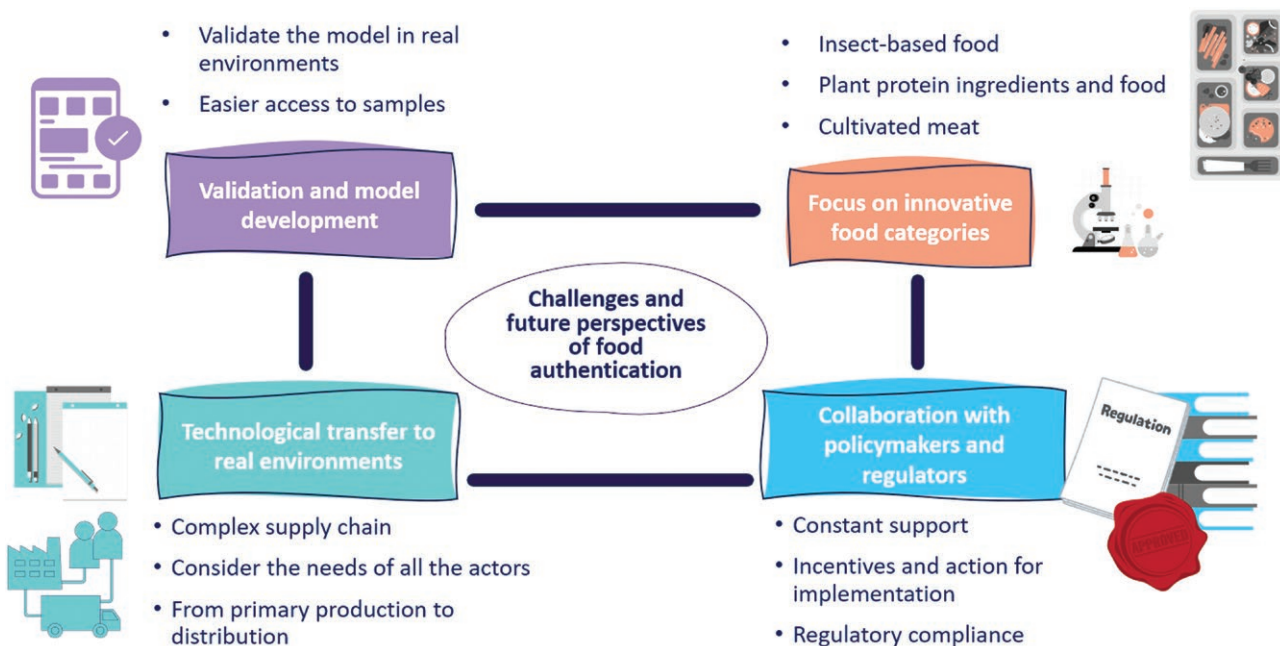 • Validate the model in real
environments
• Easier access to samples
Validation and model
development
• Insect-based food
• Plant protein ingredients and food
• Cultivated meat
Focus on innovative
food categories
Challenges and
future perspectives
of food
authentication
Technological transfer to
real environments
• Complex supply chain
• Consider the needs of all the actors
• From primary production to
distribution
Collaboration with
policymakers and
regulators
Regulation
APPROVED
• Constant support
• Incentives and action for
implementation
• Regulatory compliance